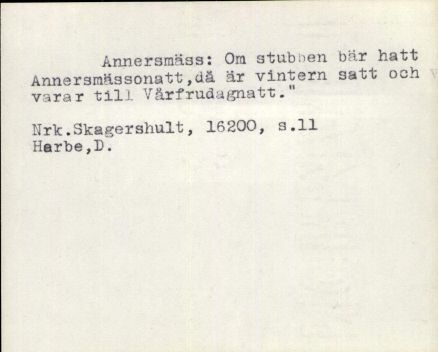 Annersmäss: Om stubben bär hatt
Annersmässonatt,då är vintern satt och
varar till Vårfrudagnatt."
Nrk.Skagershult, 16200, s.11
Harbe,D.